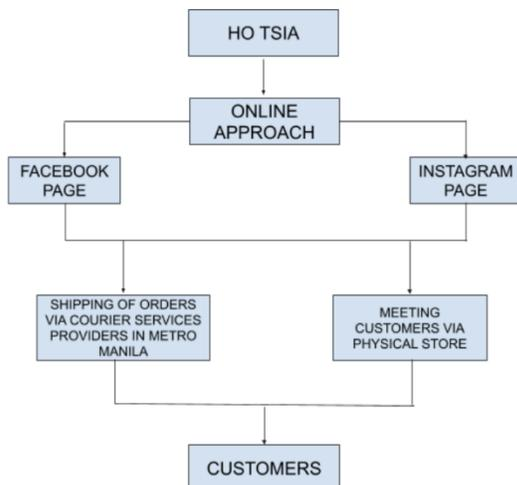 HO TSIA
ONLINE
APPROACH
FACEBOOK
PAGE
INSTAGRAM
PAGE
SHIPPING OF ORDERS
VIA COURIER SERVICES
PROVIDERS IN METRO
MANILA
MEETING
CUSTOMERS VIA
PHYSICAL STORE
CUSTOMERS